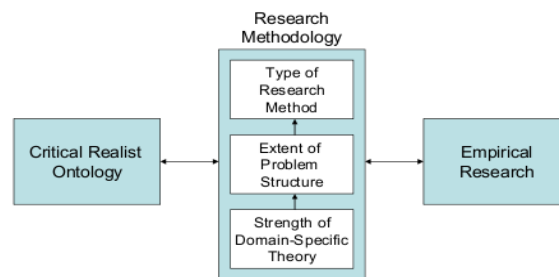 Research
Methodology
Type of
Research
Method
Critical Realist
Ontology
Extent of
Problem
Structure
Empirical
Research
Strength of
Domain-Specific
Theory